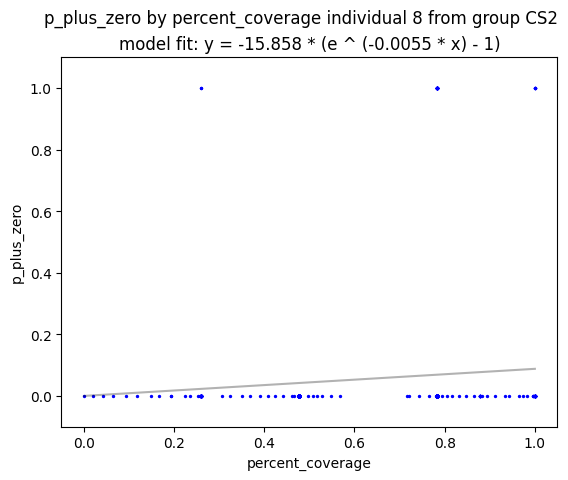 p_plus_zero by percent_coverage individual 8 from group CS2
model fit: y = -15.858 * (e ^ (-0.0055 * x) - 1)
1.0
0.8
0.6
0.4
0.2
0.0
p_plus_zero
0.0 0.2 0.4 0.6 0.8 1.0
percent_coverage